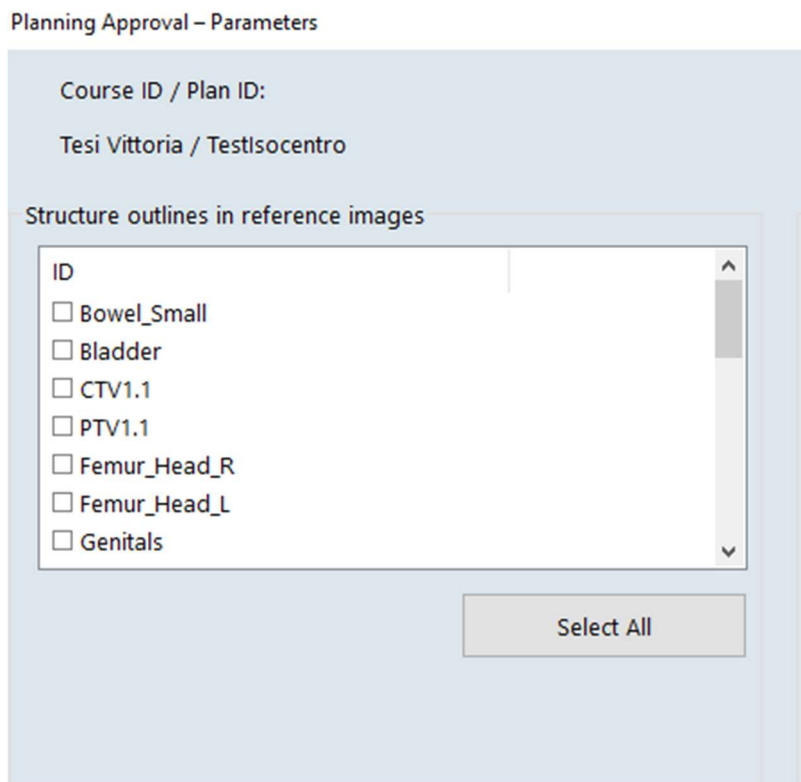 Planning Approval – Parameters
Course ID / Plan ID:
Tesi Vittoria / TestIsocentro
Structure outlines in reference images
ID
Bowel_Small
Bladder
CTV1.1
PTV1.1
Femur_Head_R
Femur_Head_L
Genitals
Select All